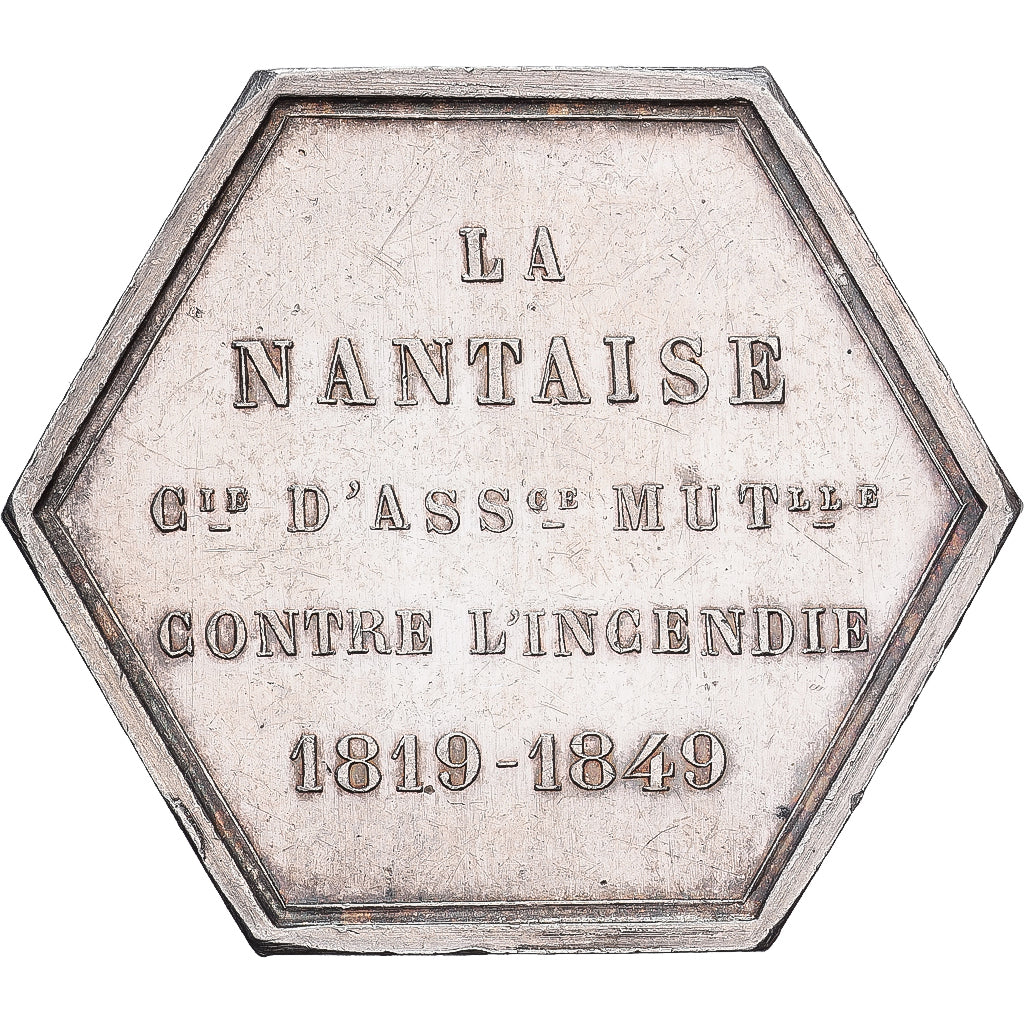 LA
NANTAISE
CIE D'ASSCE MUTLLE
CONTRE L'INCENDIE
1819-1849